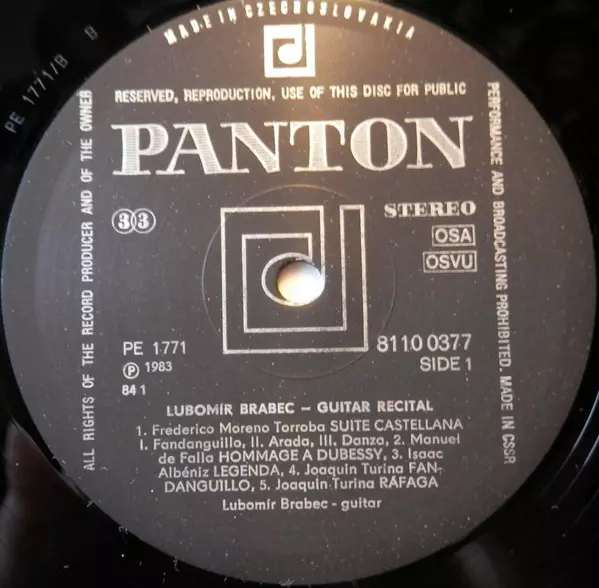 MADE IN CZECHOSLOVAKIA
PE 1771/B B
RESERVED, REPRODUCTION, USE OF THIS DISC FOR PUBLIC
PERFORMANCE AND BROADCASTING PROHIBITED. MADE IN CSSR
ALL RIGHTS OF THE RECORD PRODUCER AND OF THE OWNER
PANTON
33
STEREO
OSA
OSVU
PE 1771
℗ 1983
84 1
8110 0377
SIDE 1
LUBOMÍR BRABEC – GUITAR RECITAL
1. Fréderico Moreno Torroba SUITE CASTELLANA
I. Fandanguillo, II. Arada, III. Danza, 2. Manuel
de Falla HOMMAGE A DUBESSY, 3. Isaac
Albéniz LEGENDA, 4. Joaquin Turina FAN-
DANGUILLO, 5. Joaquin Turina RÁFAGA
Lubomír Brabec - guitar